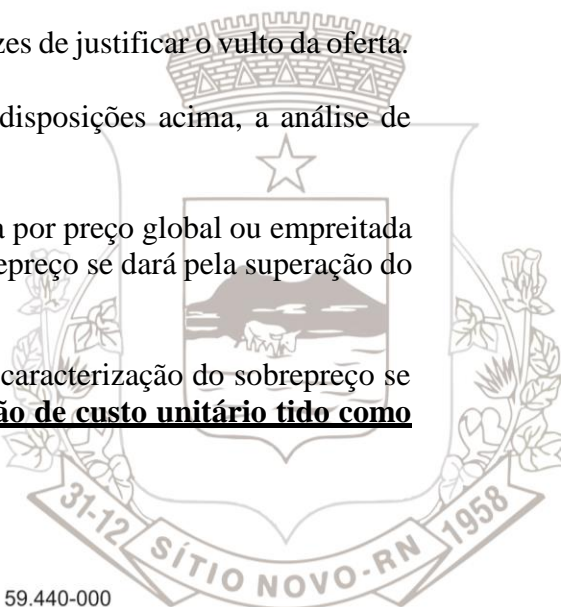 zes de justificar o vulto da oferta.
disposições acima, a análise de
a por preço global ou empreitada
epreço se dará pela superação do
caracterização do sobrepreço se
ão de custo unitário tido como
31-12 SÍTIO NOVO-RN 1958
59.440-000